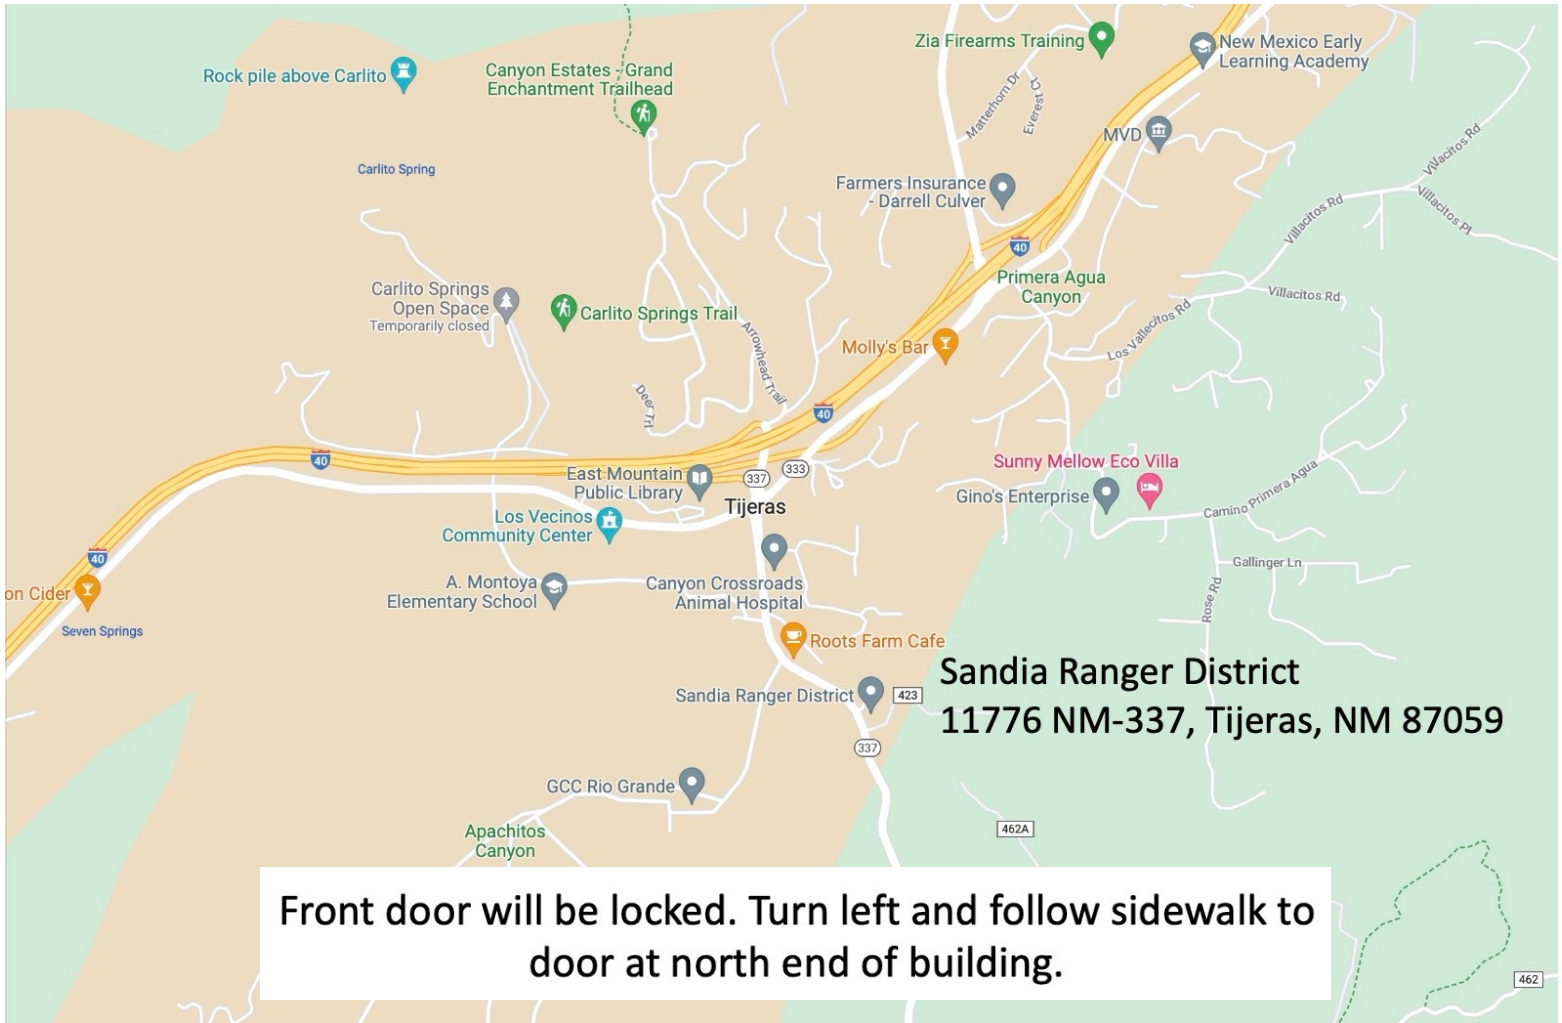 Zia Firearms Training
New Mexico Early
Learning Academy
Rock pile above Carlito
Canyon Estates - Grand
Enchantment Trailhead
Matterhorn Dr
Everest Ct
MVD
Villacitos Rd
Carlito Spring
Farmers Insurance
- Darrell Culver
Villacitos Rd
Villacitos Pl
40
Primera Agua
Canyon
Carlito Springs
Open Space
Temporarily closed
Carlito Springs Trail
Villacitos Rd
Los Vallecitos Rd
Arrowhead Trail
Molly's Bar
Deer Trl
40
40
East Mountain
Public Library
337
333
Tijeras
Sunny Mellow Eco Villa
Gino's Enterprise
Camino Primera Agua
Los Vecinos
Community Center
40
on Cider
A. Montoya
Elementary School
Canyon Crossroads
Animal Hospital
Gallinger Ln
Rose Rd
Seven Springs
Roots Farm Cafe
Sandia Ranger District
423
Sandia Ranger District
11776 NM-337, Tijeras, NM 87059
337
GCC Rio Grande
462A
Apachitos
Canyon
Front door will be locked. Turn left and follow sidewalk to
door at north end of building.
462